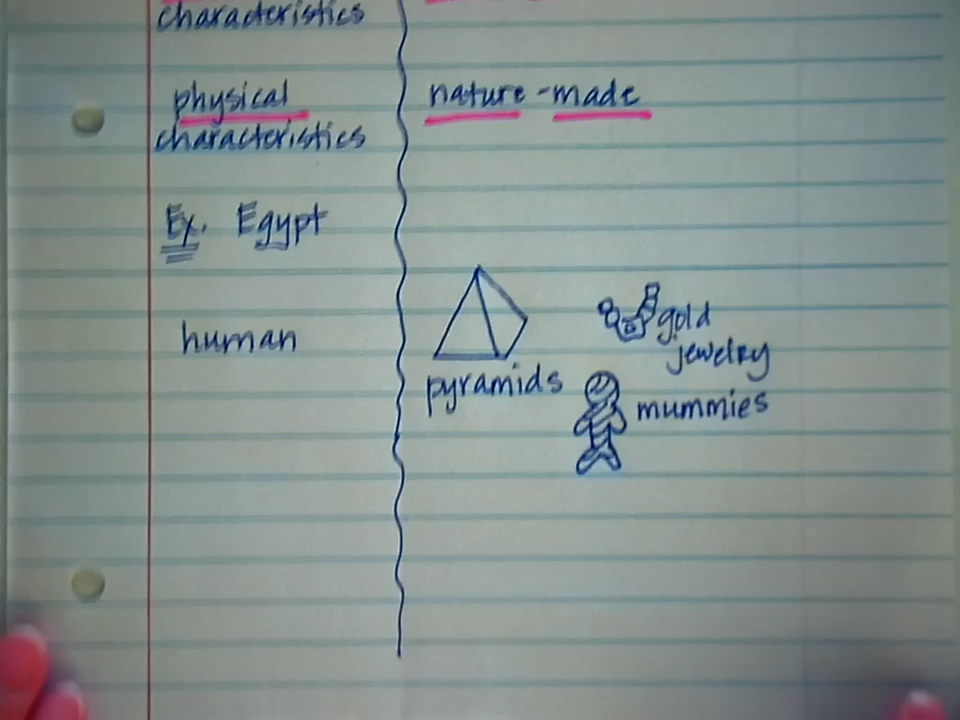 characteristics
physical nature-made
characteristics
Ex. Egypt
human
gold
jewelry
pyramids
mummies